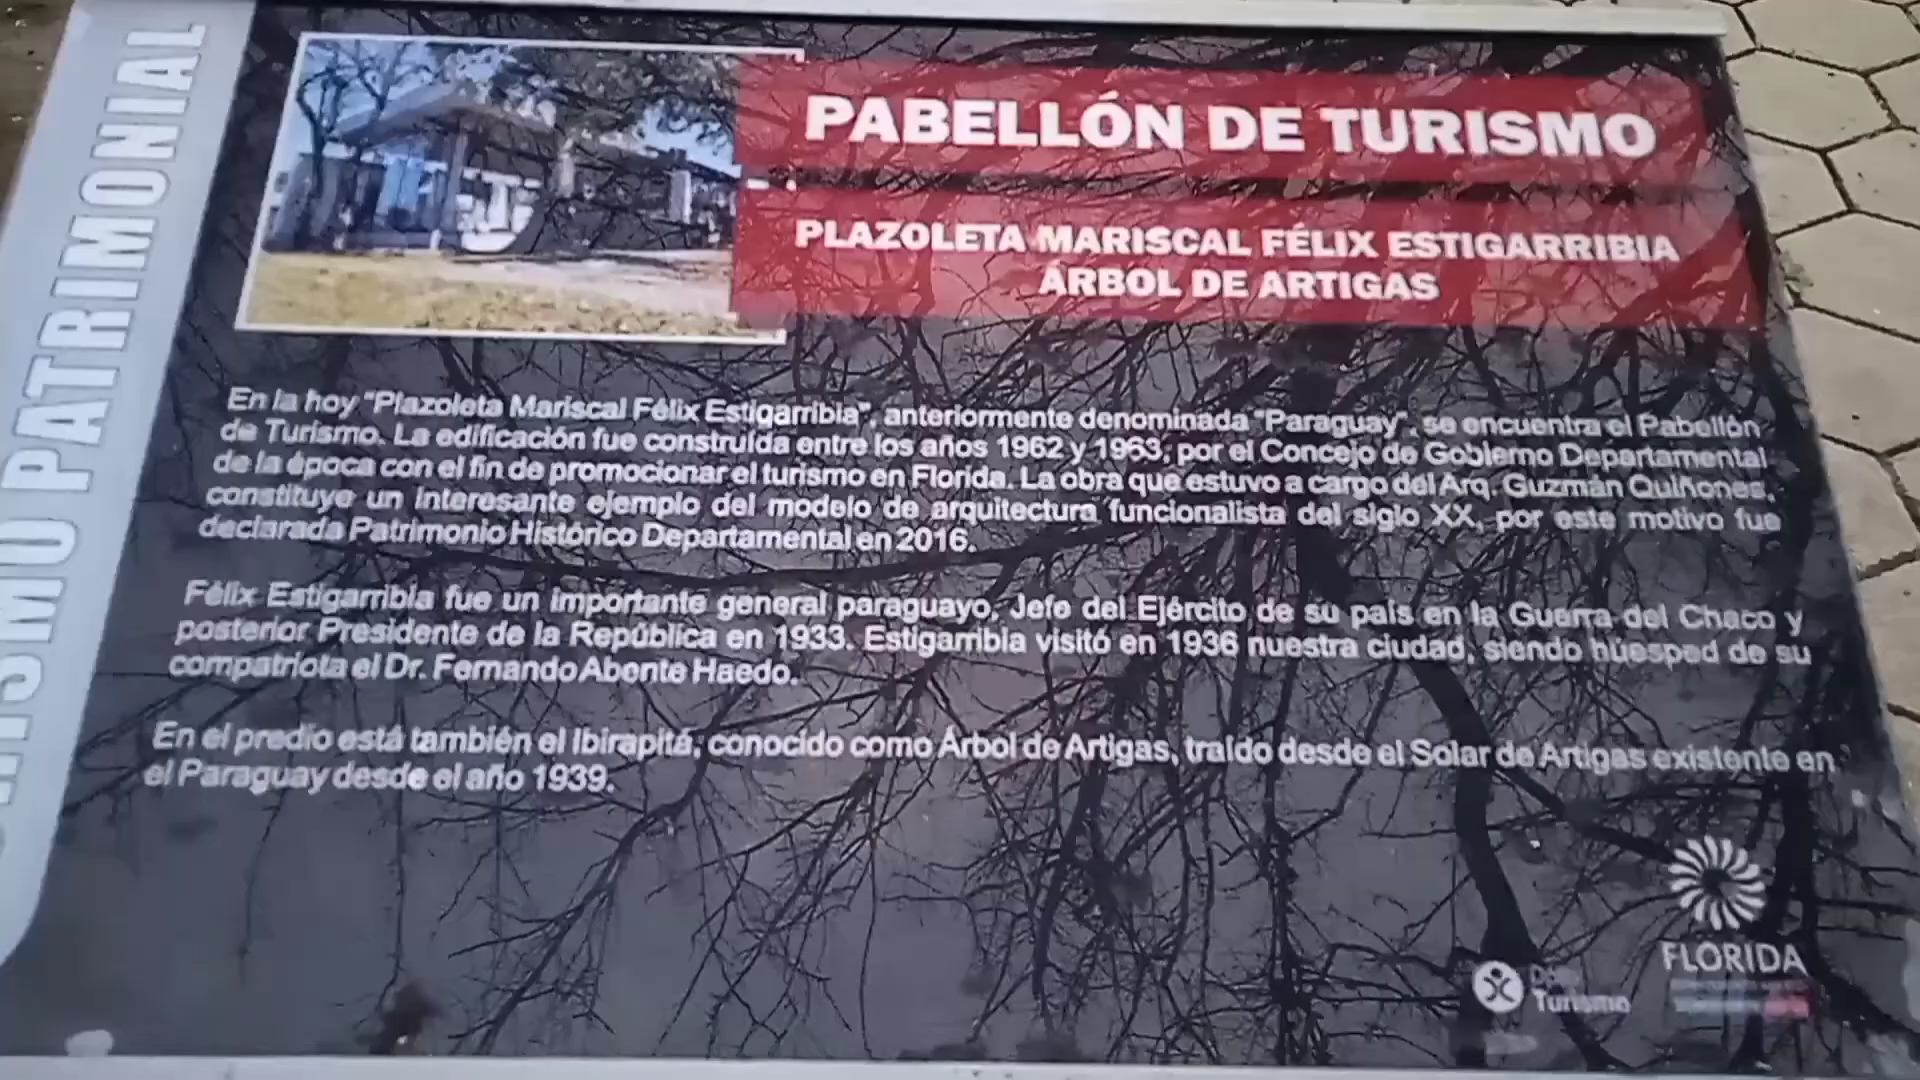 TURISMO PATRIMONIAL
PABELLÓN DE TURISMO
PLAZOLETA MARISCAL FÉLIX ESTIGARRIBIA
ÁRBOL DE ARTIGAS
En la hoy "Plazoleta Mariscal Félix Estigarribia", anteriormente denominada "Paraguay", se encuentra el Pabellón
de Turismo. La edificación fue construída entre los años 1962 y 1963, por el Concejo de Gobierno Departamental
de la época con el fin de promocionar el turismo en Florida. La obra que estuvo a cargo del Arq. Guzmán Quiñones,
constituye un interesante ejemplo del modelo de arquitectura funcionalista del siglo XX, por este motivo fue
declarada Patrimonio Histórico Departamental en 2016.
Félix Estigarribia fue un importante general paraguayo, Jefe del Ejército de su país en la Guerra del Chaco y
posterior Presidente de la República en 1933. Estigarribia visitó en 1936 nuestra ciudad, siendo húesped de su
compatriota el Dr. Fernando Abente Haedo.
En el predio está también el Ibirapitá, conocido como Árbol de Artigas, traído desde el Solar de Artigas existente en
el Paraguay desde el año 1939.
FLORIDA
Turismo